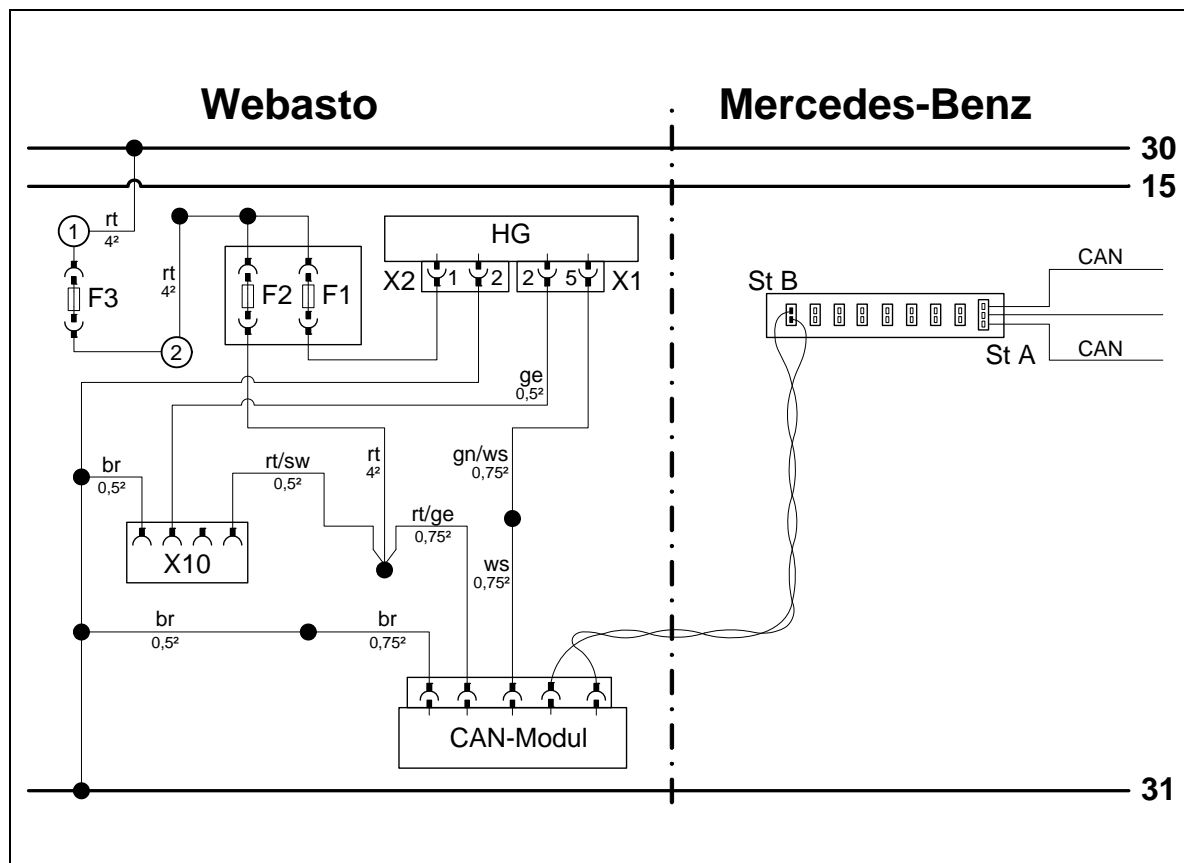 Webasto
Mercedes-Benz
30
15
1
rt
4²
F3
2
rt
4²
F2
F1
HG
X2
1
2
2
5
X1
St B
CAN
St A
CAN
ge
0,5²
br
0,5²
rt/sw
0,5²
rt
4²
gn/ws
0,75²
rt/ge
0,75²
X10
ws
0,75²
br
0,5²
br
0,75²
CAN-Modul
31